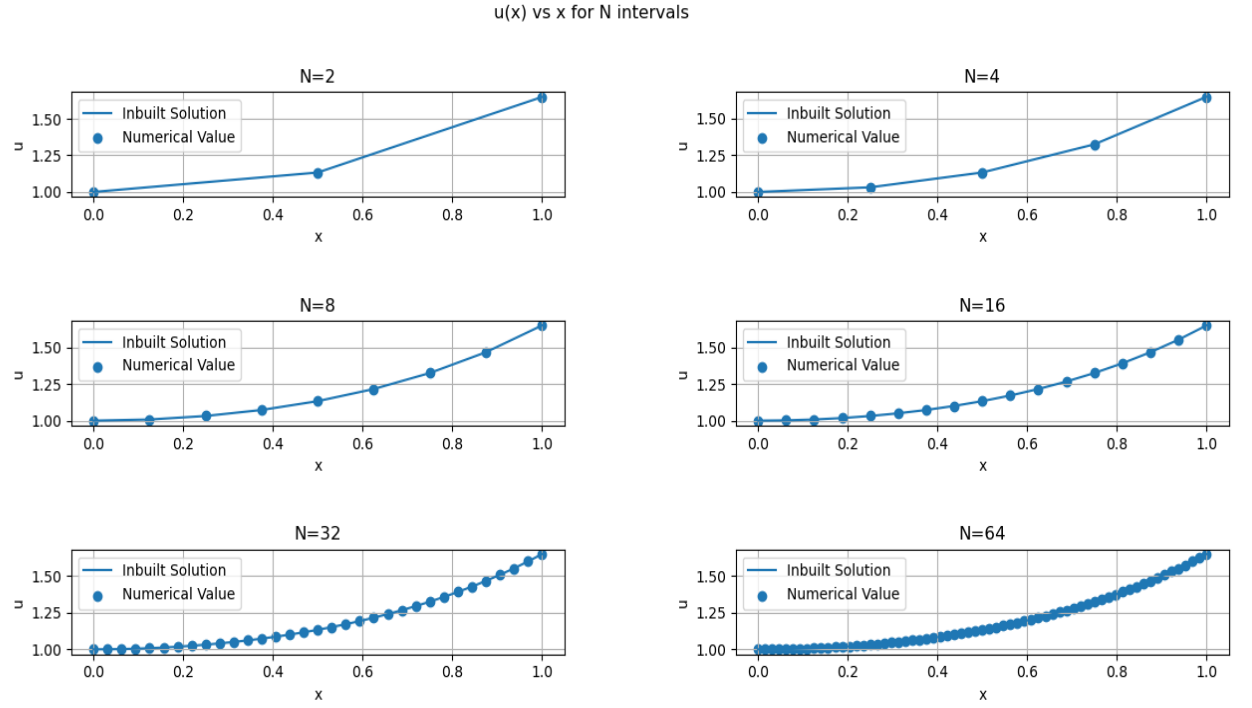 u(x) vs x for N intervals
N=2
Inbuilt Solution
Numerical Value
1.50
1.25
1.00
u
0.0 0.2 0.4 0.6 0.8 1.0
x
N=4
Inbuilt Solution
Numerical Value
1.50
1.25
1.00
u
0.0 0.2 0.4 0.6 0.8 1.0
x
N=8
Inbuilt Solution
Numerical Value
1.50
1.25
1.00
u
0.0 0.2 0.4 0.6 0.8 1.0
x
N=16
Inbuilt Solution
Numerical Value
1.50
1.25
1.00
u
0.0 0.2 0.4 0.6 0.8 1.0
x
N=32
Inbuilt Solution
Numerical Value
1.50
1.25
1.00
u
0.0 0.2 0.4 0.6 0.8 1.0
x
N=64
Inbuilt Solution
Numerical Value
1.50
1.25
1.00
u
0.0 0.2 0.4 0.6 0.8 1.0
x